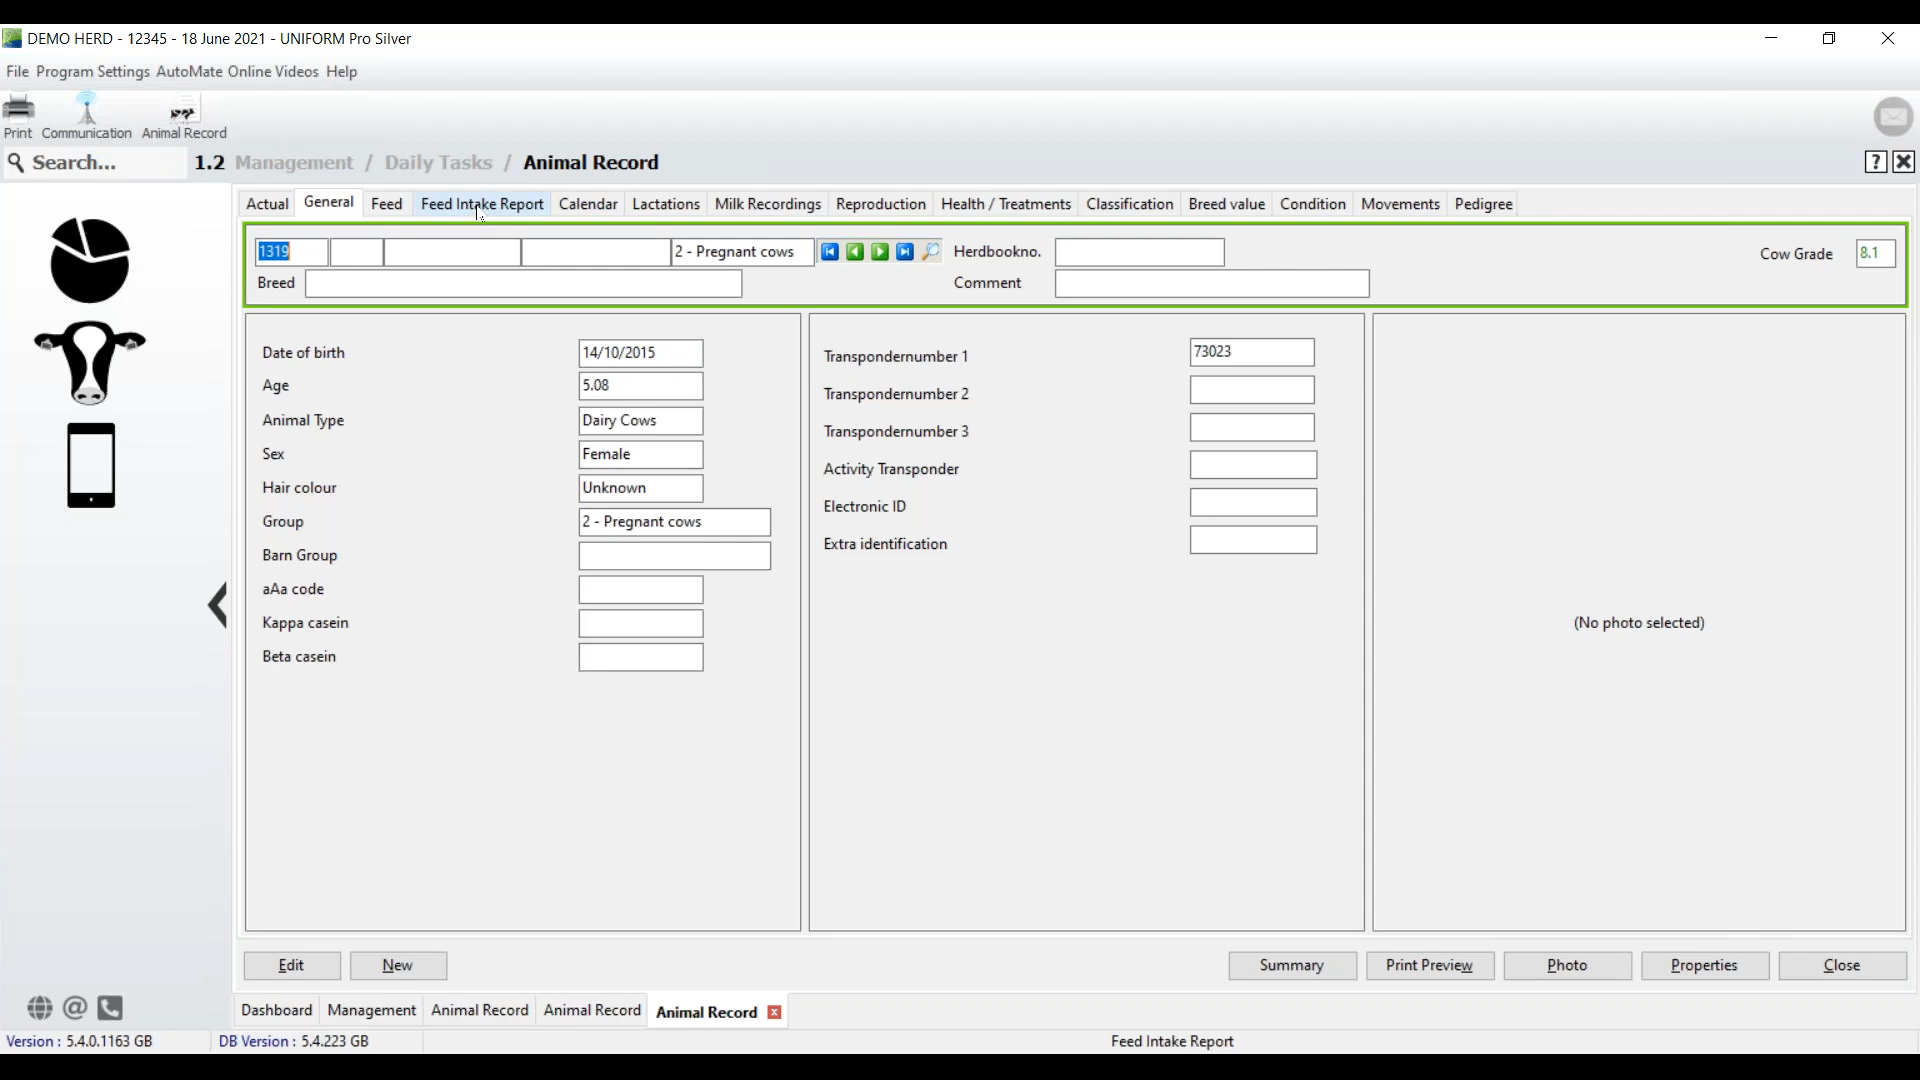 DEMO HERD - 12345 - 18 June 2021 - UNIFORM Pro Silver
File Program Settings AutoMate Online Videos Help
Print Communication Animal Record
Search... 1.2 Management / Daily Tasks / Animal Record ?
Actual General Feed Feed Intake Report Calendar Lactations Milk Recordings Reproduction Health / Treatments Classification Breed value Condition Movements Pedigree
1319 2 - Pregnant cows Herdbookno. Cow Grade 8.1
Breed Comment
Date of birth 14/10/2015
Age 5.08
Animal Type Dairy Cows
Sex Female
Hair colour Unknown
Group 2 - Pregnant cows
Barn Group
aAa code
Kappa casein
Beta casein
Transpondernumber 1 73023
Transpondernumber 2
Transpondernumber 3
Activity Transponder
Electronic ID
Extra identification
(No photo selected)
Edit New Summary Print Preview Photo Properties Close
Dashboard Management Animal Record Animal Record Animal Record
Version : 5.4.0.1163 GB DB Version : 5.4.223 GB Feed Intake Report